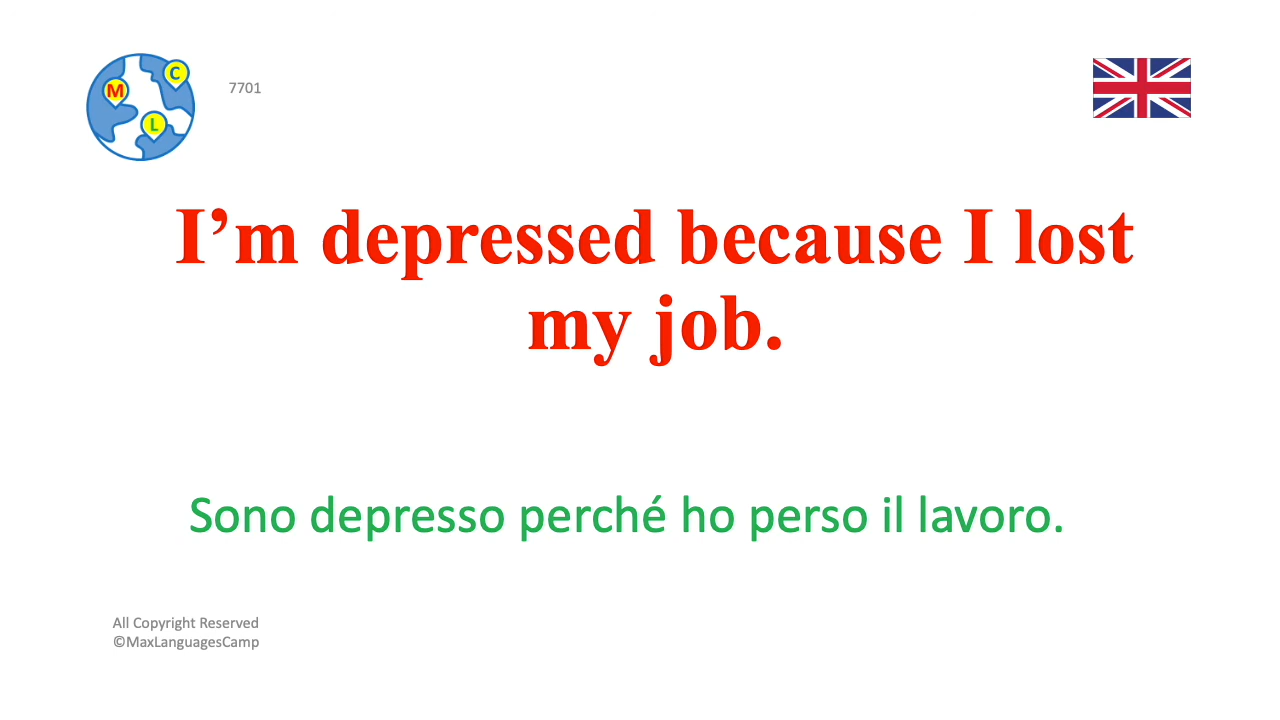 C
M
L
7701
I’m depressed because I lost
my job.
Sono depresso perché ho perso il lavoro.
All Copyright Reserved
©MaxLanguagesCamp